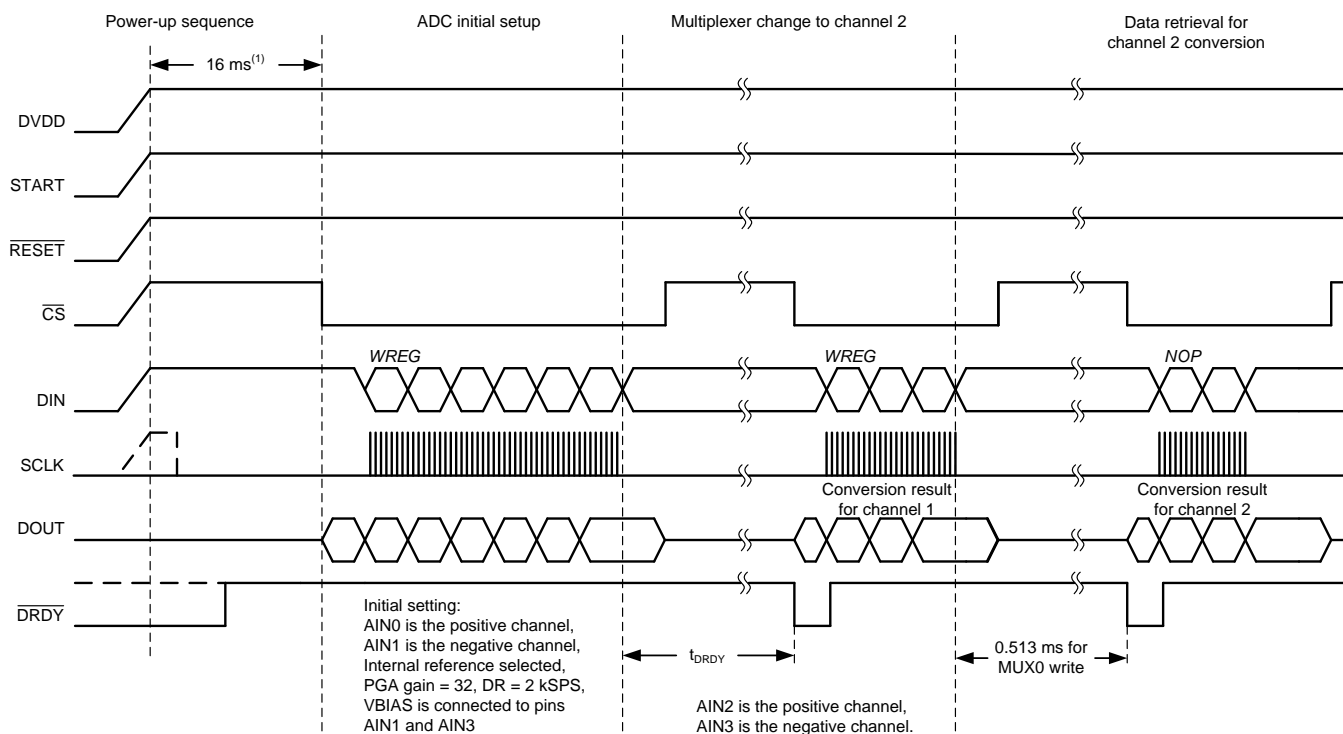 Power-up sequence
ADC initial setup
Multiplexer change to channel 2
Data retrieval for
channel 2 conversion
16 ms(1)
DVDD
START
RESET
CS
WREG
WREG
NOP
DIN
SCLK
Conversion result
for channel 1
Conversion result
for channel 2
DOUT
DRDY
Initial setting:
AIN0 is the positive channel,
AIN1 is the negative channel,
Internal reference selected,
PGA gain = 32, DR = 2 kSPS,
VBIAS is connected to pins
AIN1 and AIN3
tDRDY
0.513 ms for
MUX0 write
AIN2 is the positive channel,
AIN3 is the negative channel.